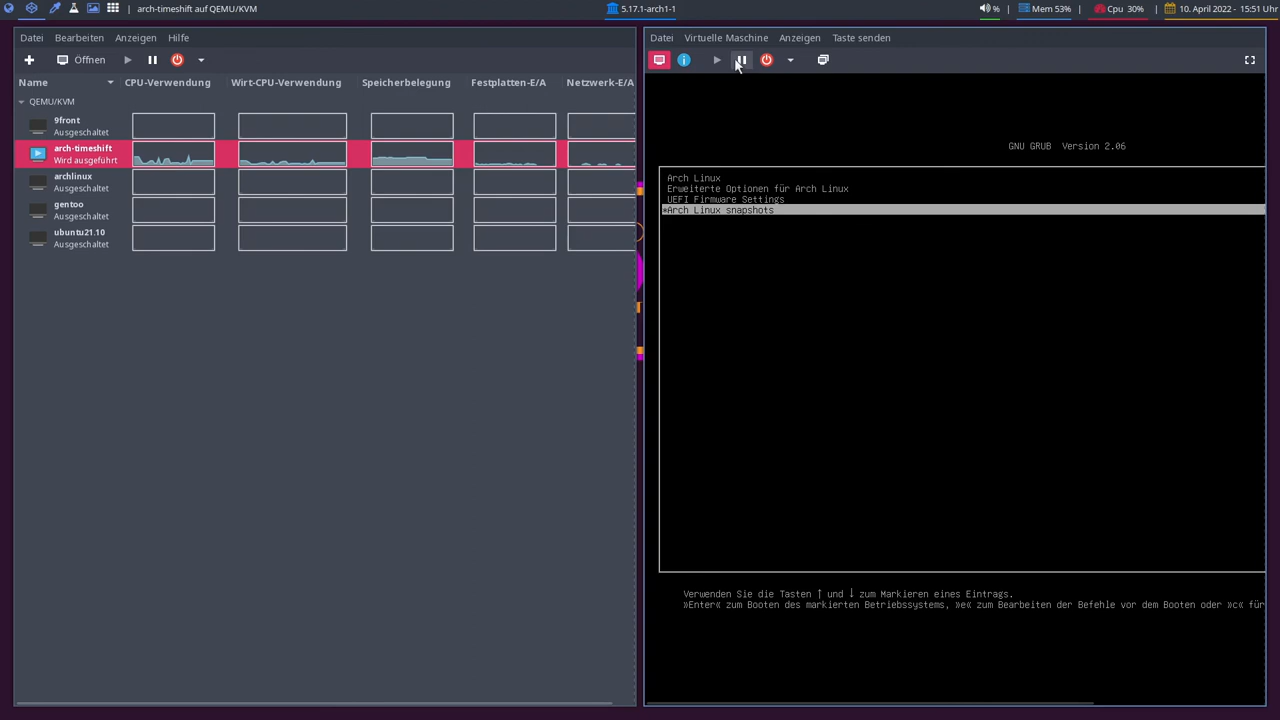 arch-timeshift auf QEMU/KVM
5.17.1-arch1-1
%
Mem 53%
Cpu 30%
10. April 2022 - 15:51 Uhr
Datei Bearbeiten Anzeigen Hilfe
Öffnen
Name CPU-Verwendung Wirt-CPU-Verwendung Speicherbelegung Festplatten-E/A Netzwerk-E/A
QEMU/KVM
9front
Ausgeschaltet
arch-timeshift
Wird ausgeführt
archlinux
Ausgeschaltet
gentoo
Ausgeschaltet
ubuntu21.10
Ausgeschaltet
Datei Virtuelle Maschine Anzeigen Taste senden
GNU GRUB Version 2.06
Arch Linux
Erweiterte Optionen für Arch Linux
UEFI Firmware Settings
*Arch Linux snapshots
Verwenden Sie die Tasten ↑ und ↓ zum Markieren eines Eintrags.
»Enter« zum Booten des markierten Betriebssystems, »e« zum Bearbeiten der Befehle vor dem Booten oder »c« für